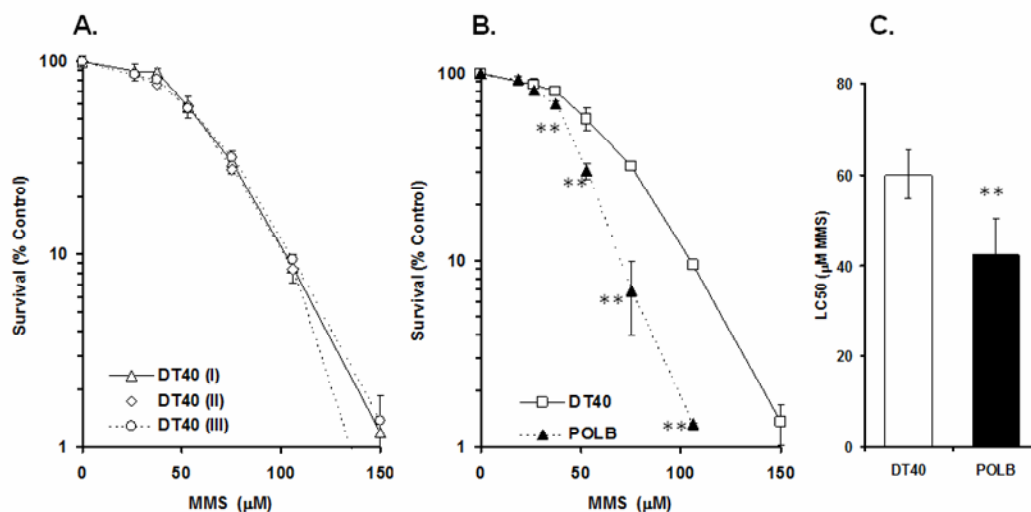 A.
Survival (% Control)
100
10
1
DT40 (I)
DT40 (II)
DT40 (III)
0 50 100 150
MMS (µM)
B.
Survival (% Control)
100
10
1
**
**
**
**
DT40
POLB
0 50 100 150
MMS (µM)
C.
LC50 (µM MMS)
80
60
40
20
0
**
DT40 POLB